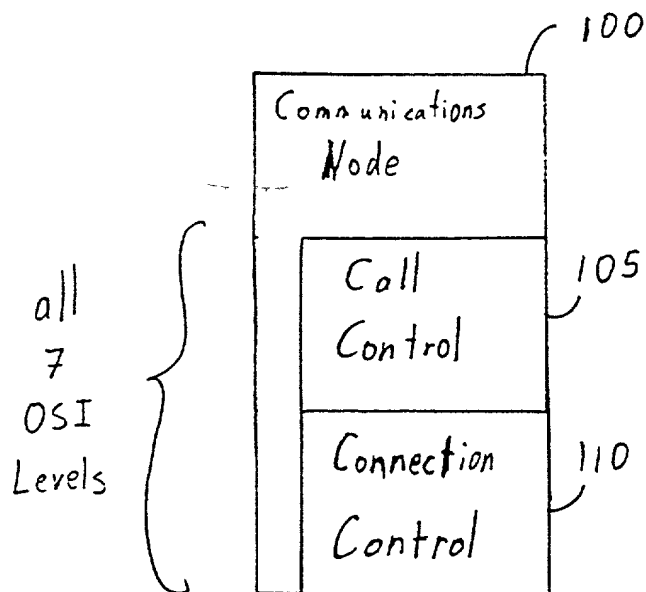 100
Communications
Node
Call
Control
105
all
7
OSI
Levels
Connection
Control
110